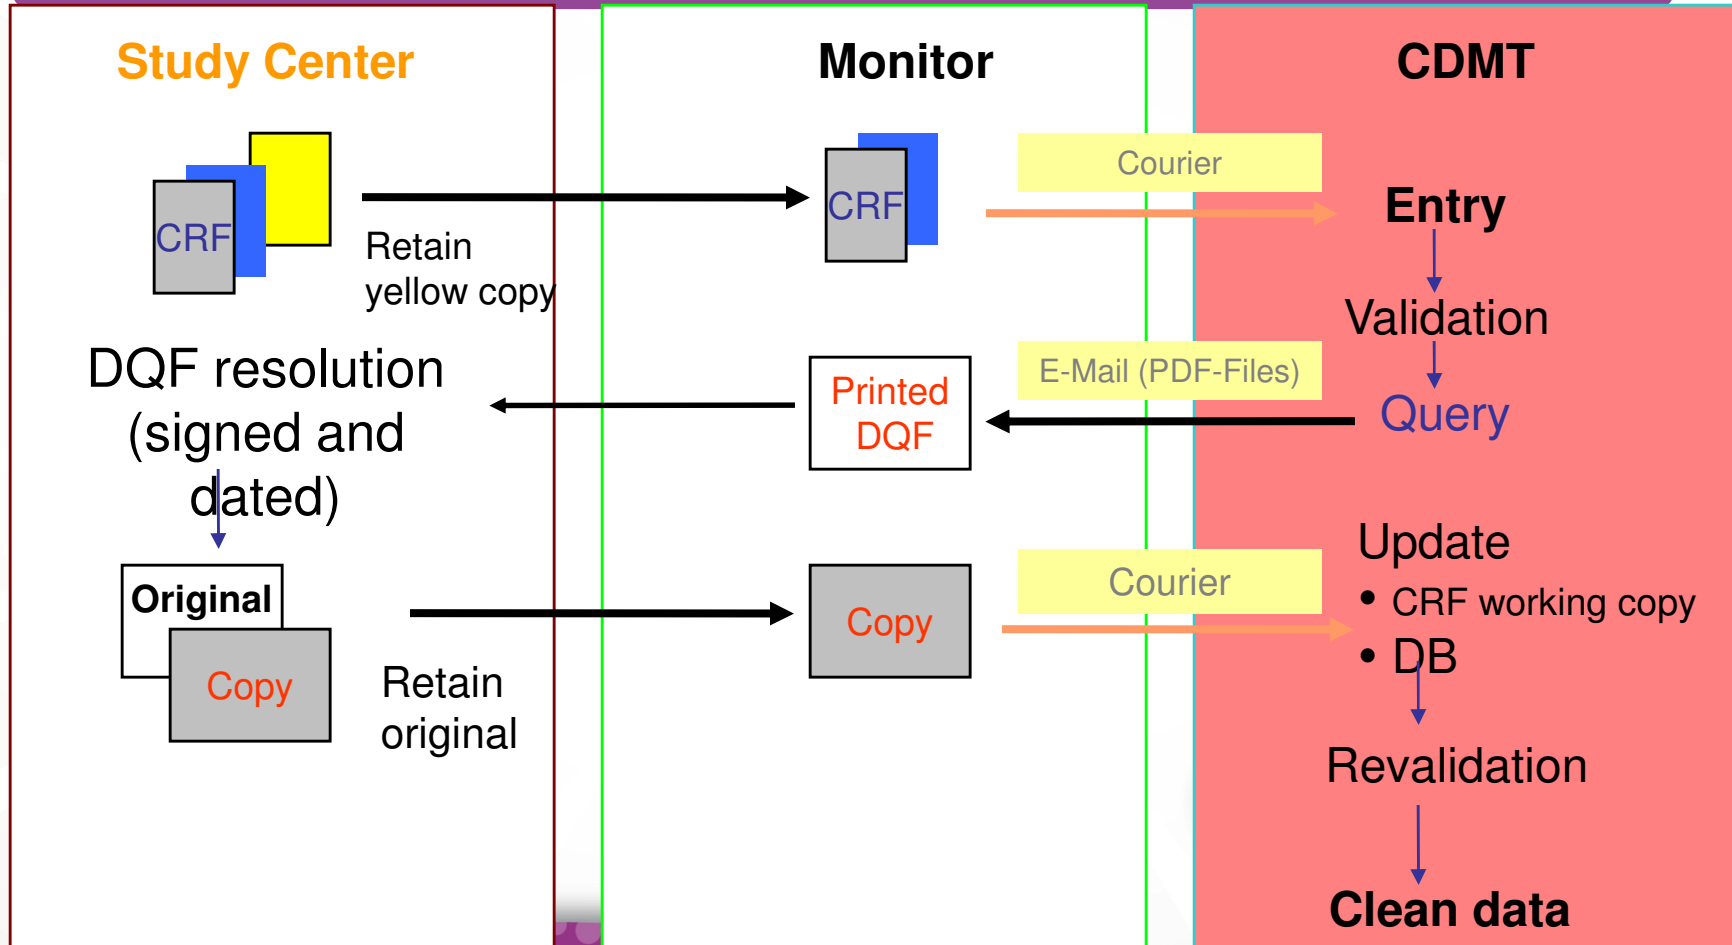 Study Center
Monitor
CDMT
CRF
Retain
yellow copy
CRF
Courier
Entry
Validation
E-Mail (PDF-Files)
Query
Printed
DQF
DQF resolution
(signed and
dated)
Original
Copy
Retain
original
Copy
Courier
Update
• CRF working copy
• DB
Revalidation
Clean data